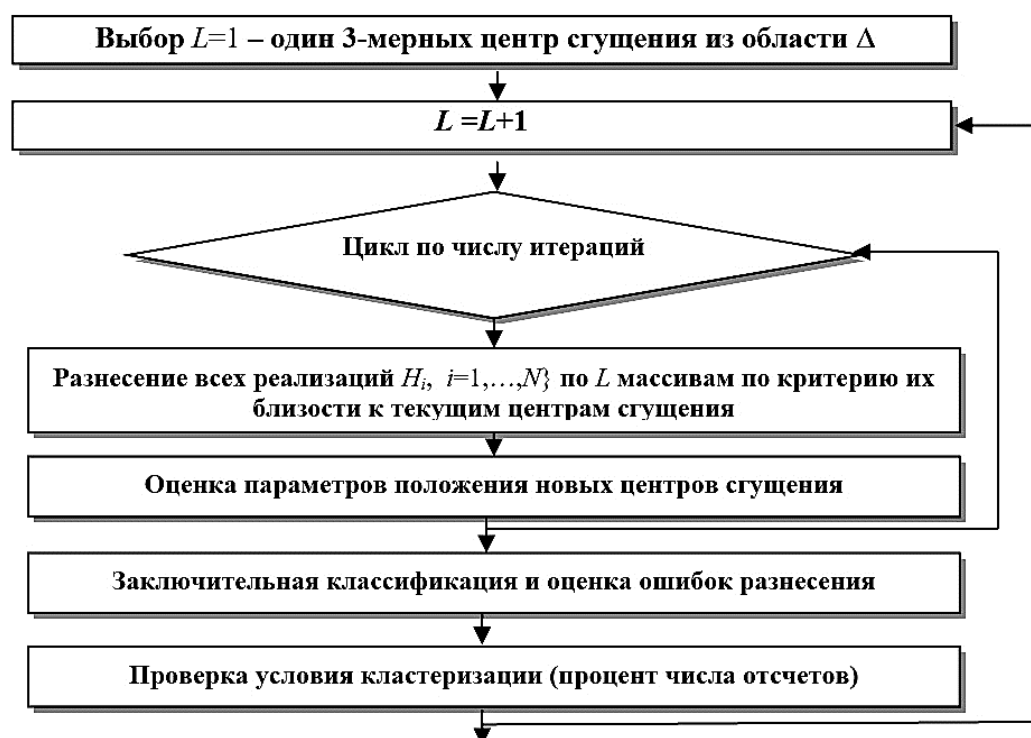 Выбор L=1 – один 3-мерных центр сгущения из области Δ
L =L+1
Цикл по числу итераций
Разнесение всех реализаций Hi, i=1,…,N} по L массивам по критерию их
близости к текущим центрам сгущения
Оценка параметров положения новых центров сгущения
Заключительная классификация и оценка ошибок разнесения
Проверка условия кластеризации (процент числа отсчетов)